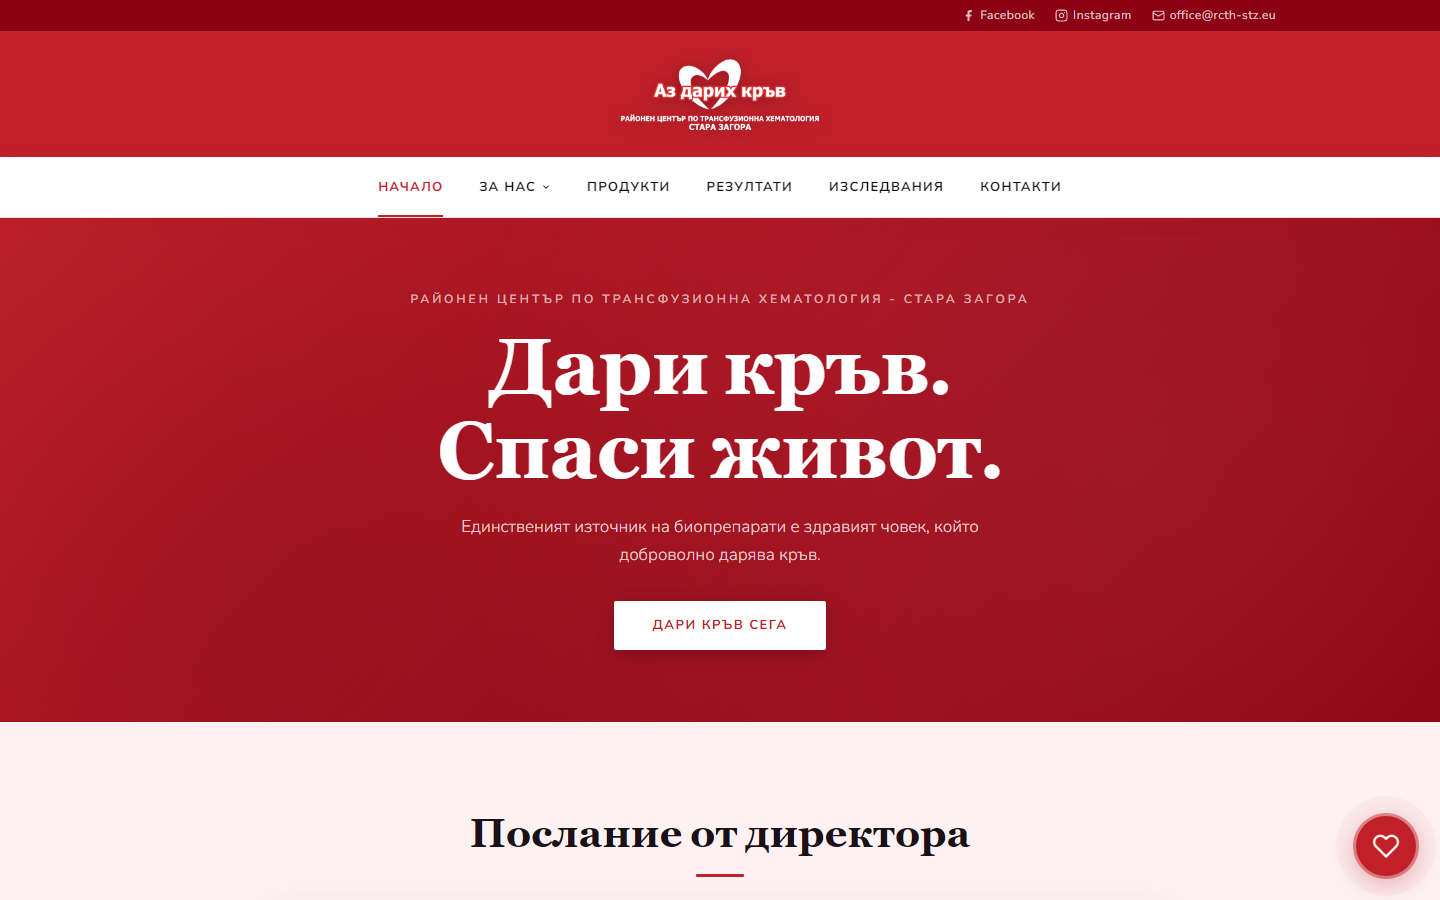 Facebook
Instagram
office@rcth-stz.eu
Аз дарих кръв
РАЙОНЕН ЦЕНТЪР ПО ТРАНСФУЗИОННА ХЕМАТОЛОГИЯ
СТАРА ЗАГОРА
НАЧАЛО
ЗА НАС
ПРОДУКТИ
РЕЗУЛТАТИ
ИЗСЛЕДВАНИЯ
КОНТАКТИ
РАЙОНЕН ЦЕНТЪР ПО ТРАНСФУЗИОННА ХЕМАТОЛОГИЯ - СТАРА ЗАГОРА
Дари кръв.
Спаси живот.
Единственият източник на биопрепарати е здравият човек, който
доброволно дарява кръв.
ДАРИ КРЪВ СЕГА
Послание от директора